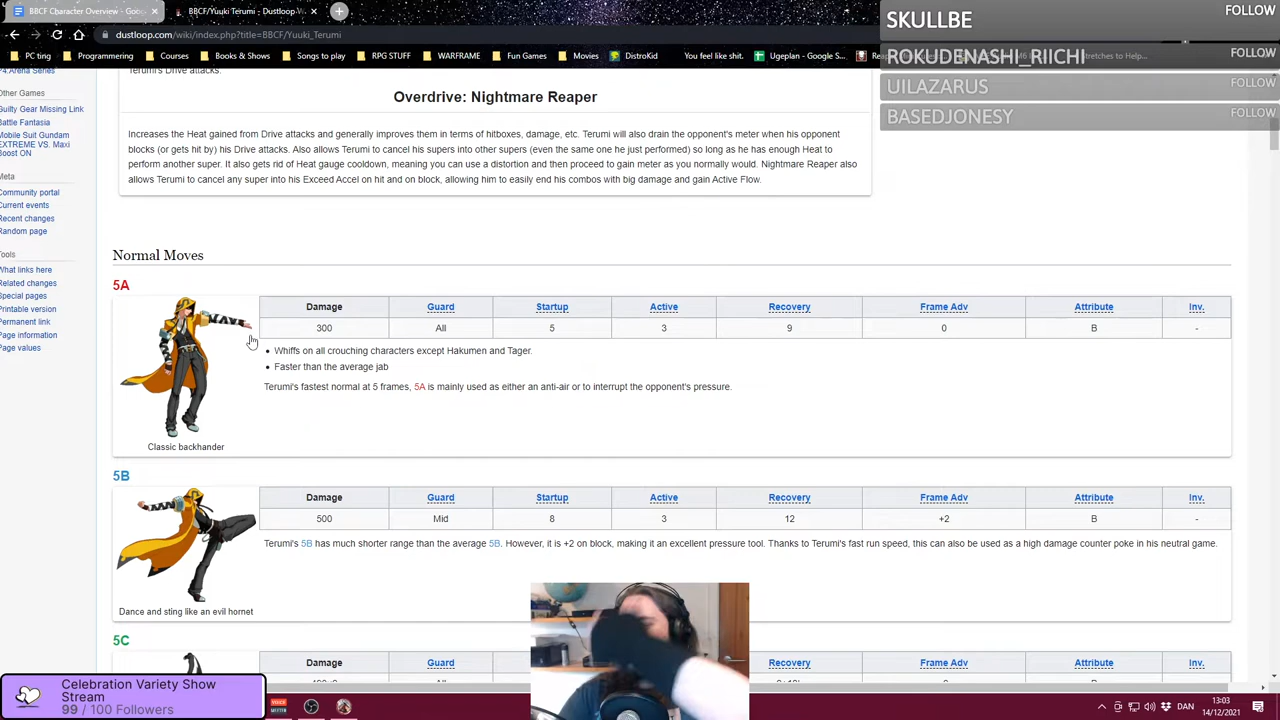 BBCF Character Overview - Goo
BBCF/Yuuki Terumi - Dustloop W
dustloop.com/wiki/index.php?title=BBCF/Yuuki_Terumi
PC ting
Programmering
Courses
Books & Shows
Songs to play
RPG STUFF
WARFRAME
Fun Games
Movies
DistroKid
You feel like shit.
Ugeplan - Google S...
SKULLBE
FOLLOW
ROKUDENASHI_RIICHI
FOLLOW
UILAZARUS
FOLLOW
BASEDJONESY
FOLLOW
P4:Arena Series
Other Games
Guilty Gear Missing Link
Battle Fantasia
Mobile Suit Gundam
EXTREME VS. Maxi
Boost ON
Meta
Community portal
Current events
Recent changes
Random page
Tools
What links here
Related changes
Special pages
Printable version
Permanent link
Page information
Page values
Terumi's Drive attacks.
Overdrive: Nightmare Reaper
Increases the Heat gained from Drive attacks and generally improves them in terms of hitboxes, damage, etc. Terumi will also drain the opponent's meter when his opponent
blocks (or gets hit by) his Drive attacks. Also allows Terumi to cancel his supers into other supers (even the same one he just performed) so long as he has enough Heat to
perform another super. It also gets rid of Heat gauge cooldown, meaning you can use a distortion and then proceed to gain meter as you normally would. Nightmare Reaper also
allows Terumi to cancel any super into his Exceed Accel on hit and on block, allowing him to easily end his combos with big damage and gain Active Flow.
Normal Moves
5A
Damage Guard Startup Active Recovery Frame Adv Attribute Inv.
300 All 5 3 9 0 B -
• Whiffs on all crouching characters except Hakumen and Tager.
• Faster than the average jab
Terumi's fastest normal at 5 frames, 5A is mainly used as either an anti-air or to interrupt the opponent's pressure.
Classic backhander
5B
Damage Guard Startup Active Recovery Frame Adv Attribute Inv.
500 Mid 8 3 12 +2 B -
Terumi's 5B has much shorter range than the average 5B. However, it is +2 on block, making it an excellent pressure tool. Thanks to Terumi's fast run speed, this can also be used as a high damage counter poke in his neutral game.
Dance and sting like an evil hornet
5C
Damage Guard Startup Active Recovery Frame Adv Attribute Inv.
Celebration Variety Show
Stream
99 / 100 Followers
DAN
13:03
14/12/2021